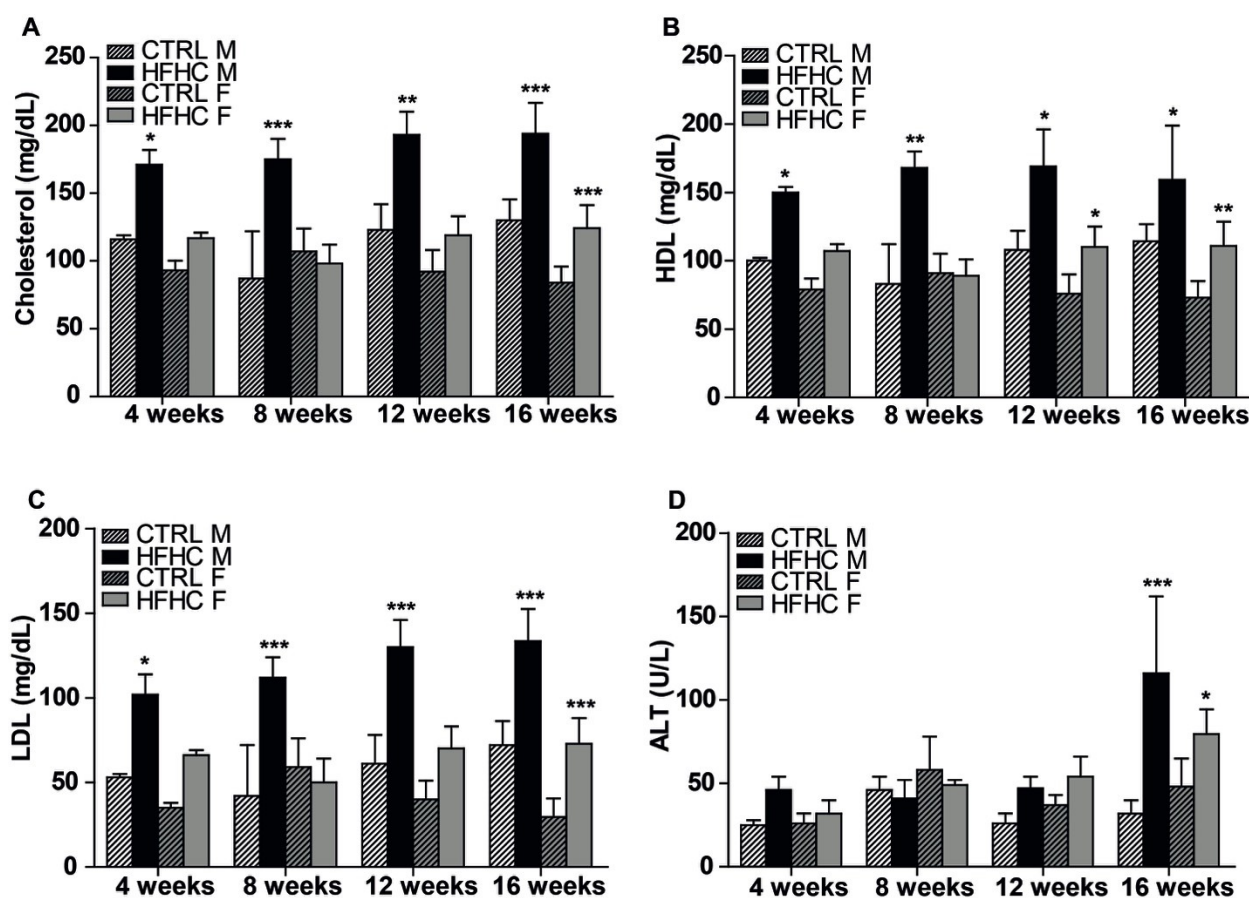 A
Cholesterol (mg/dL)
250
200
150
100
50
0
CTRL M
HFHC M
CTRL F
HFHC F
*
***
**
***
***
4 weeks
8 weeks
12 weeks
16 weeks
B
HDL (mg/dL)
250
200
150
100
50
0
CTRL M
HFHC M
CTRL F
HFHC F
*
**
*
*
*
**
4 weeks
8 weeks
12 weeks
16 weeks
C
LDL (mg/dL)
200
150
100
50
0
CTRL M
HFHC M
CTRL F
HFHC F
*
***
***
***
***
4 weeks
8 weeks
12 weeks
16 weeks
D
ALT (U/L)
200
150
100
50
0
CTRL M
HFHC M
CTRL F
HFHC F
***
*
4 weeks
8 weeks
12 weeks
16 weeks